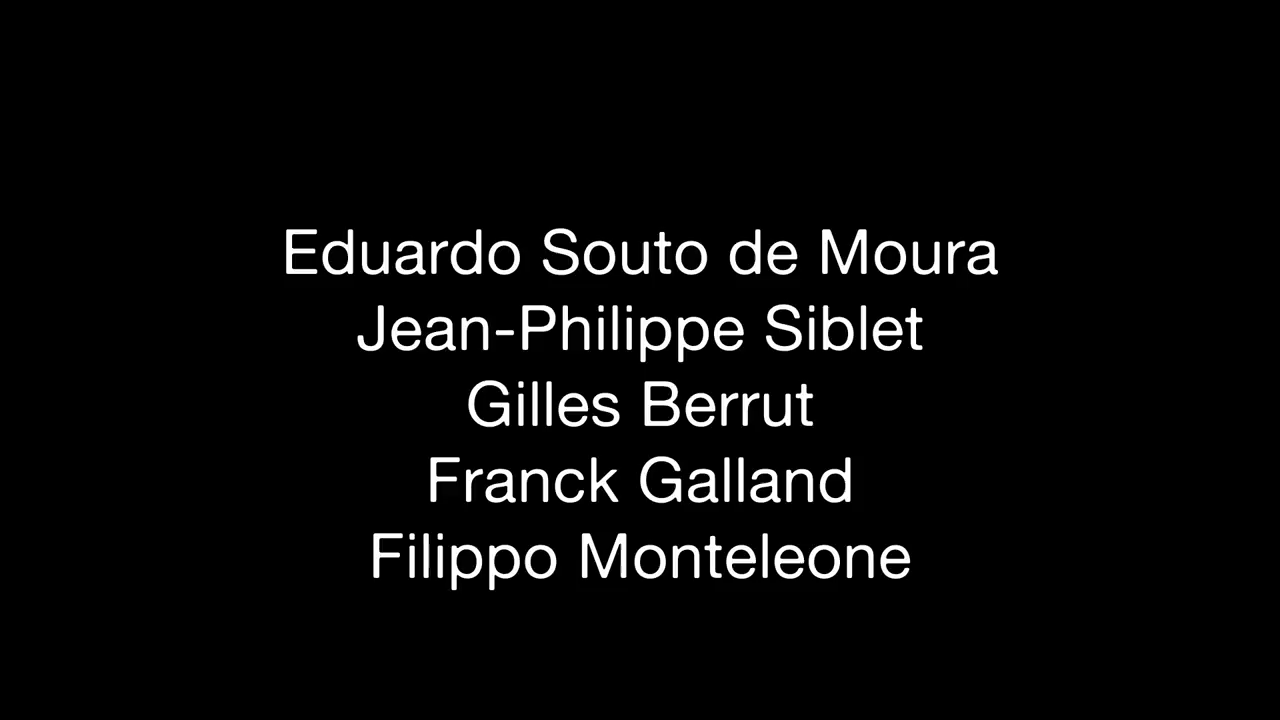 Eduardo Souto de Moura
Jean-Philippe Siblet
Gilles Berrut
Franck Galland
Filippo Monteleone